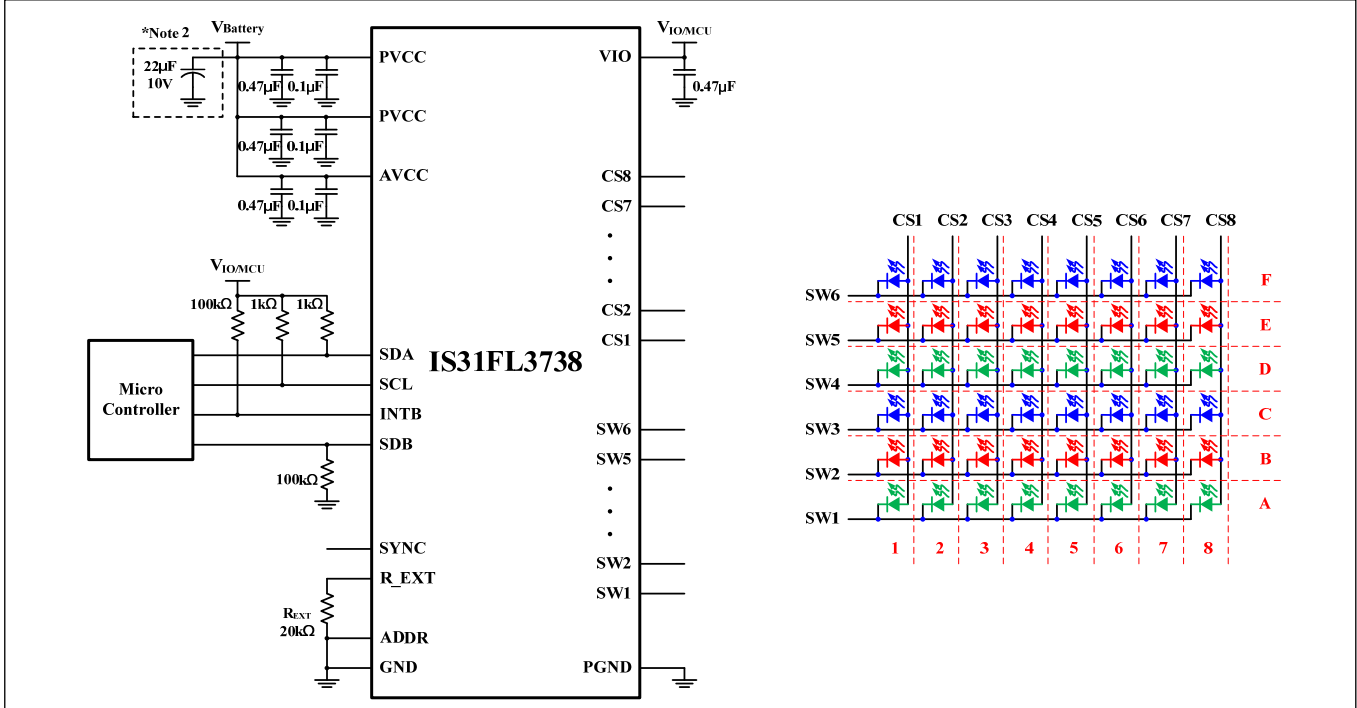 *Note 2
VBattery
22µF
10V
0.47µF
0.1µF
0.47µF
0.1µF
0.47µF
0.1µF
PVCC
PVCC
AVCC
VIO/MCU
100kΩ
1kΩ
1kΩ
Micro
Controller
SDA
SCL
INTB
SDB
100kΩ
SYNC
R_EXT
REXT
20kΩ
ADDR
GND
IS31FL3738
VIO/MCU
VIO
0.47µF
CS8
CS7
CS2
CS1
SW6
SW5
SW2
SW1
PGND
CS1 CS2 CS3 CS4 CS5 CS6 CS7 CS8
SW6 F
SW5 E
SW4 D
SW3 C
SW2 B
SW1 A
1 2 3 4 5 6 7 8